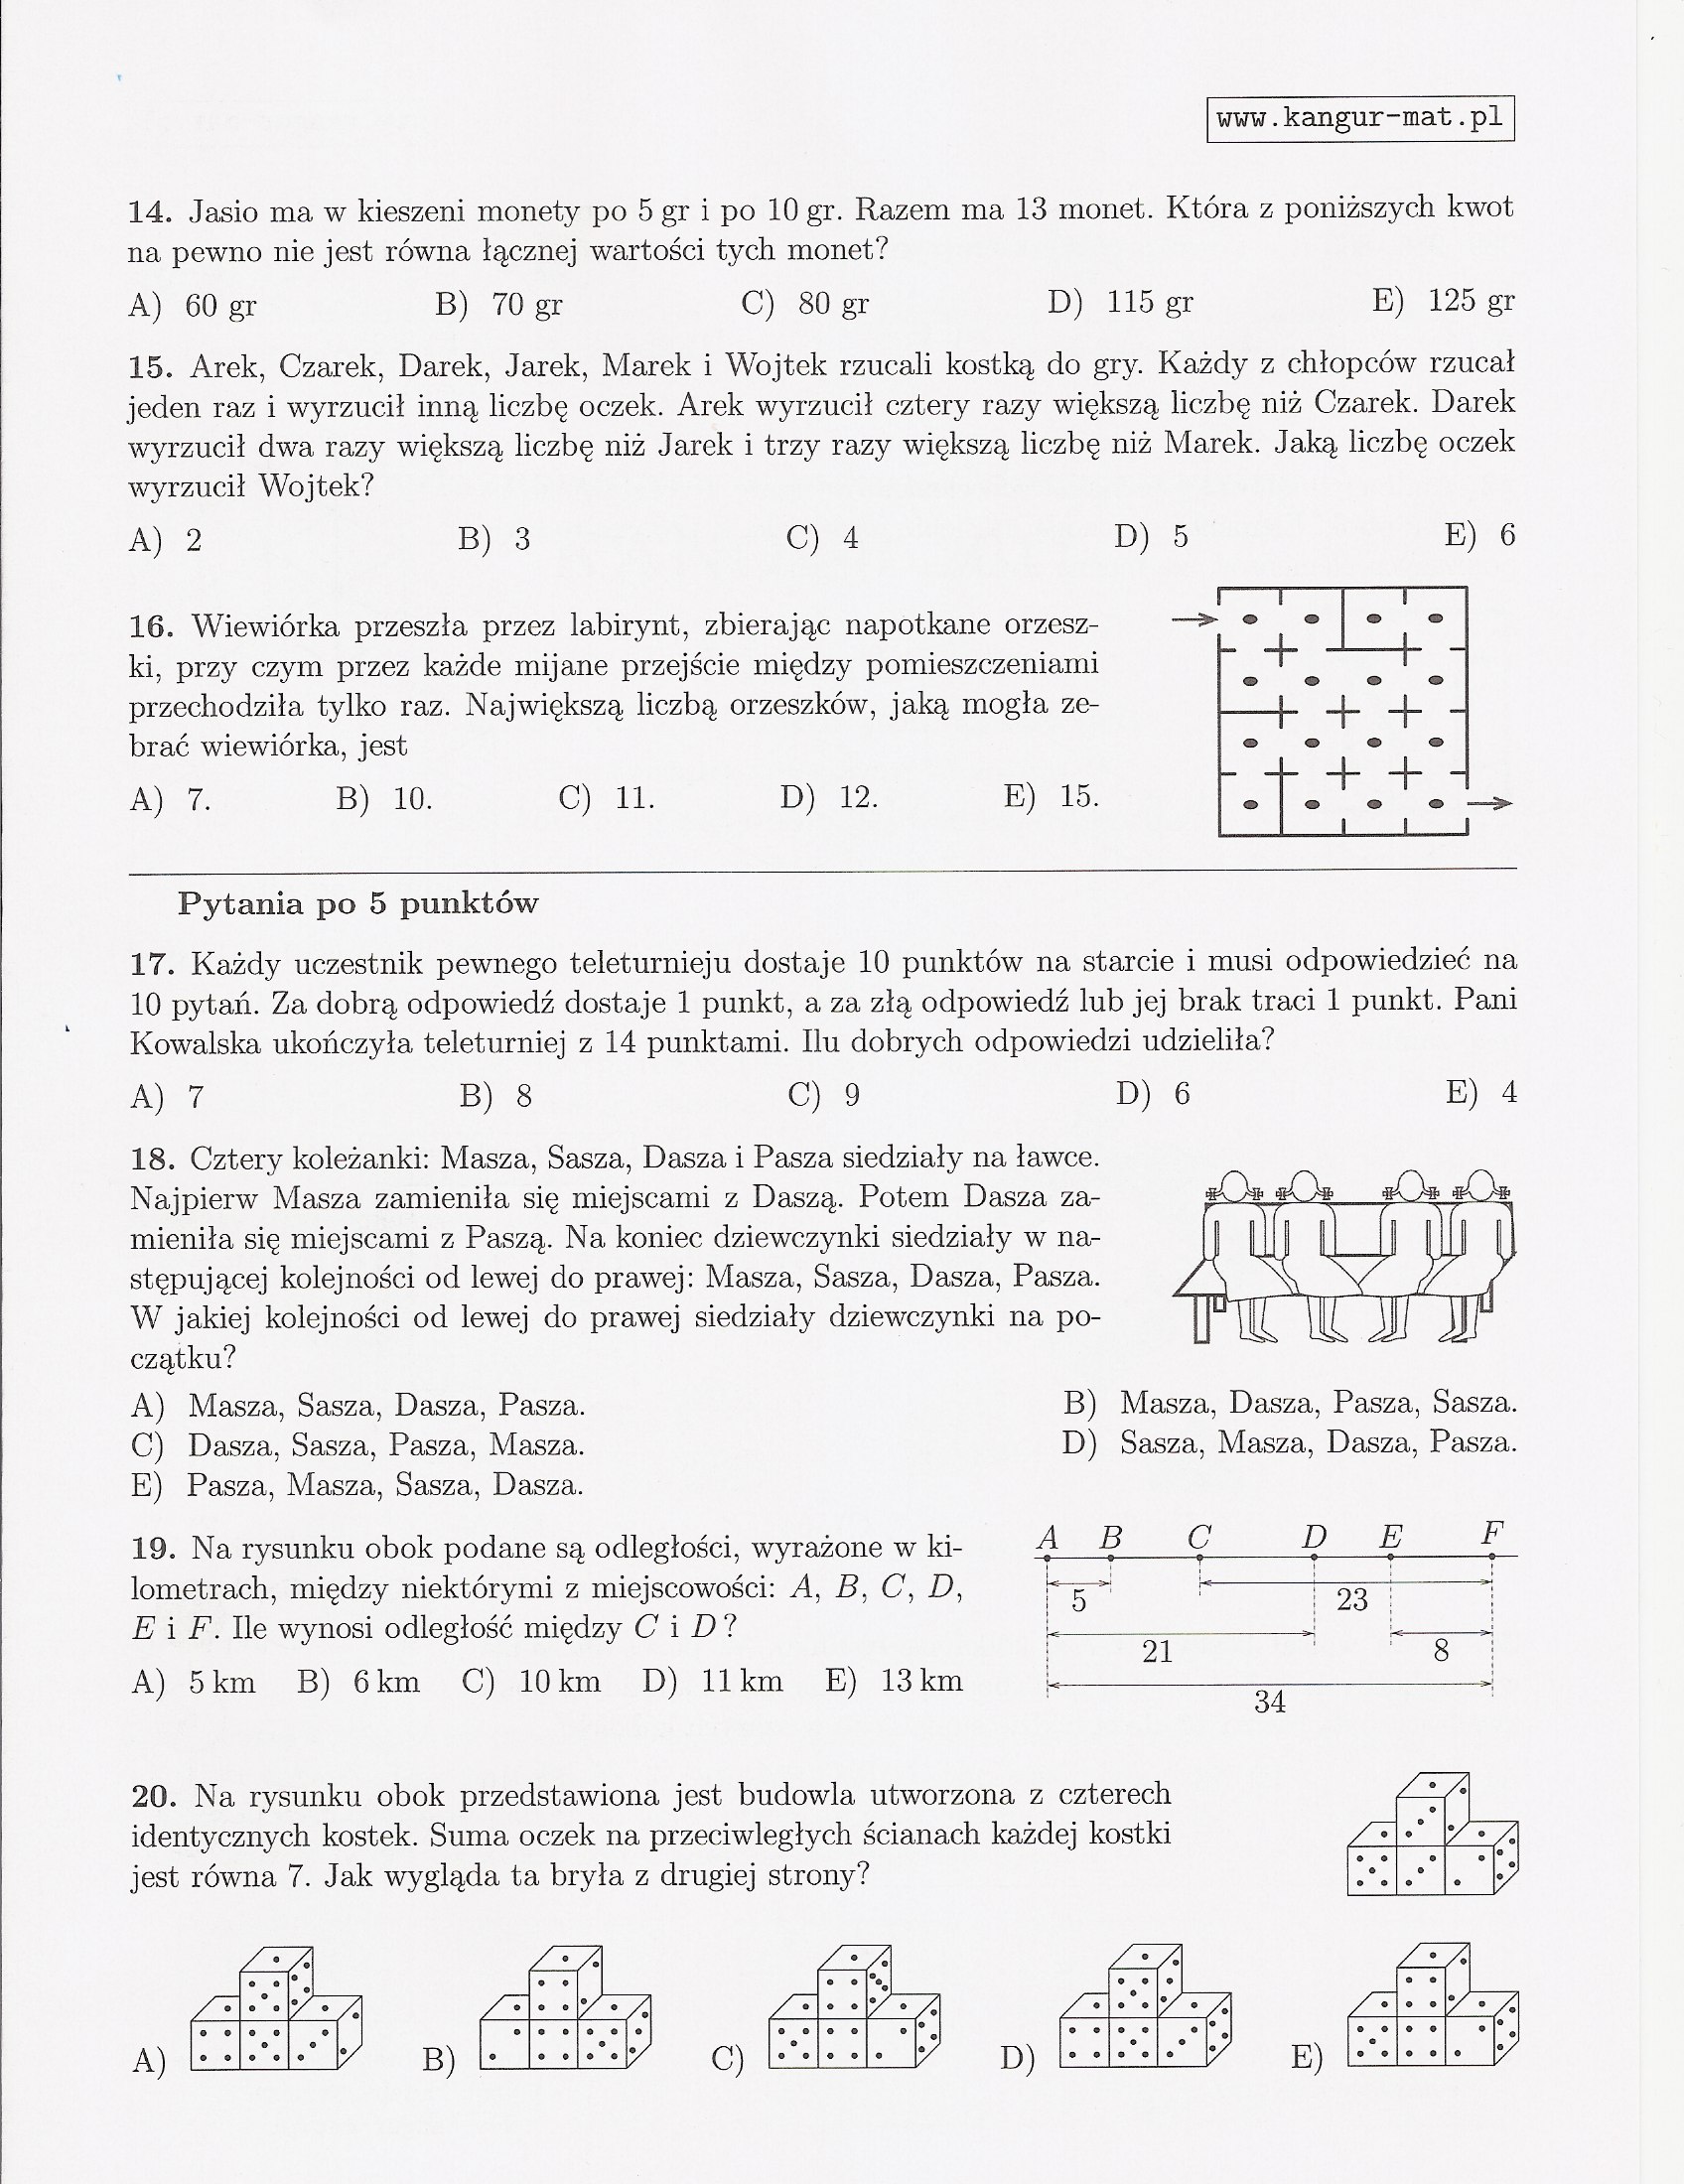 www.kangur-mat.pl
14. Jasio ma w kieszeni monety po 5 gr i po 10 gr. Razem ma 13 monet. Która z poniższych kwot
na pewno nie jest równa łącznej wartości tych monet?
A) 60 gr B) 70 gr C) 80 gr D) 115 gr E) 125 gr
15. Arek, Czarek, Darek, Jarek, Marek i Wojtek rzucali kostką do gry. Każdy z chłopców rzucał
jeden raz i wyrzucił inną liczbę oczek. Arek wyrzucił cztery razy większą liczbę niż Czarek. Darek
wyrzucił dwa razy większą liczbę niż Jarek i trzy razy większą liczbę niż Marek. Jaką liczbę oczek
wyrzucił Wojtek?
A) 2 B) 3 C) 4 D) 5 E) 6
16. Wiewiórka przeszła przez labirynt, zbierając napotkane orzesz-
ki, przy czym przez każde mijane przejście między pomieszczeniami
przechodziła tylko raz. Największą liczbą orzeszków, jaką mogła ze-
brać wiewiórka, jest
A) 7. B) 10. C) 11. D) 12. E) 15.
Pytania po 5 punktów
17. Każdy uczestnik pewnego teleturnieju dostaje 10 punktów na starcie i musi odpowiedzieć na
10 pytań. Za dobrą odpowiedź dostaje 1 punkt, a za złą odpowiedź lub jej brak traci 1 punkt. Pani
Kowalska ukończyła teleturniej z 14 punktami. Ilu dobrych odpowiedzi udzieliła?
A) 7 B) 8 C) 9 D) 6 E) 4
18. Cztery koleżanki: Masza, Sasza, Dasza i Pasza siedziały na ławce.
Najpierw Masza zamieniła się miejscami z Daszą. Potem Dasza za-
mieniła się miejscami z Paszą. Na koniec dziewczynki siedziały w na-
stępującej kolejności od lewej do prawej: Masza, Sasza, Dasza, Pasza.
W jakiej kolejności od lewej do prawej siedziały dziewczynki na po-
czątku?
A) Masza, Sasza, Dasza, Pasza. B) Masza, Dasza, Pasza, Sasza.
C) Dasza, Sasza, Pasza, Masza. D) Sasza, Masza, Dasza, Pasza.
E) Pasza, Masza, Sasza, Dasza.
19. Na rysunku obok podane są odległości, wyrażone w ki-
lometrach, między niektórymi z miejscowości: A, B, C, D,
E i F. Ile wynosi odległość między C i D?
A) 5 km B) 6 km C) 10 km D) 11 km E) 13 km
A B C D E F
5 23
21 8
34
20. Na rysunku obok przedstawiona jest budowla utworzona z czterech
identycznych kostek. Suma oczek na przeciwległych ścianach każdej kostki
jest równa 7. Jak wygląda ta bryła z drugiej strony?
A) B) C) D) E)